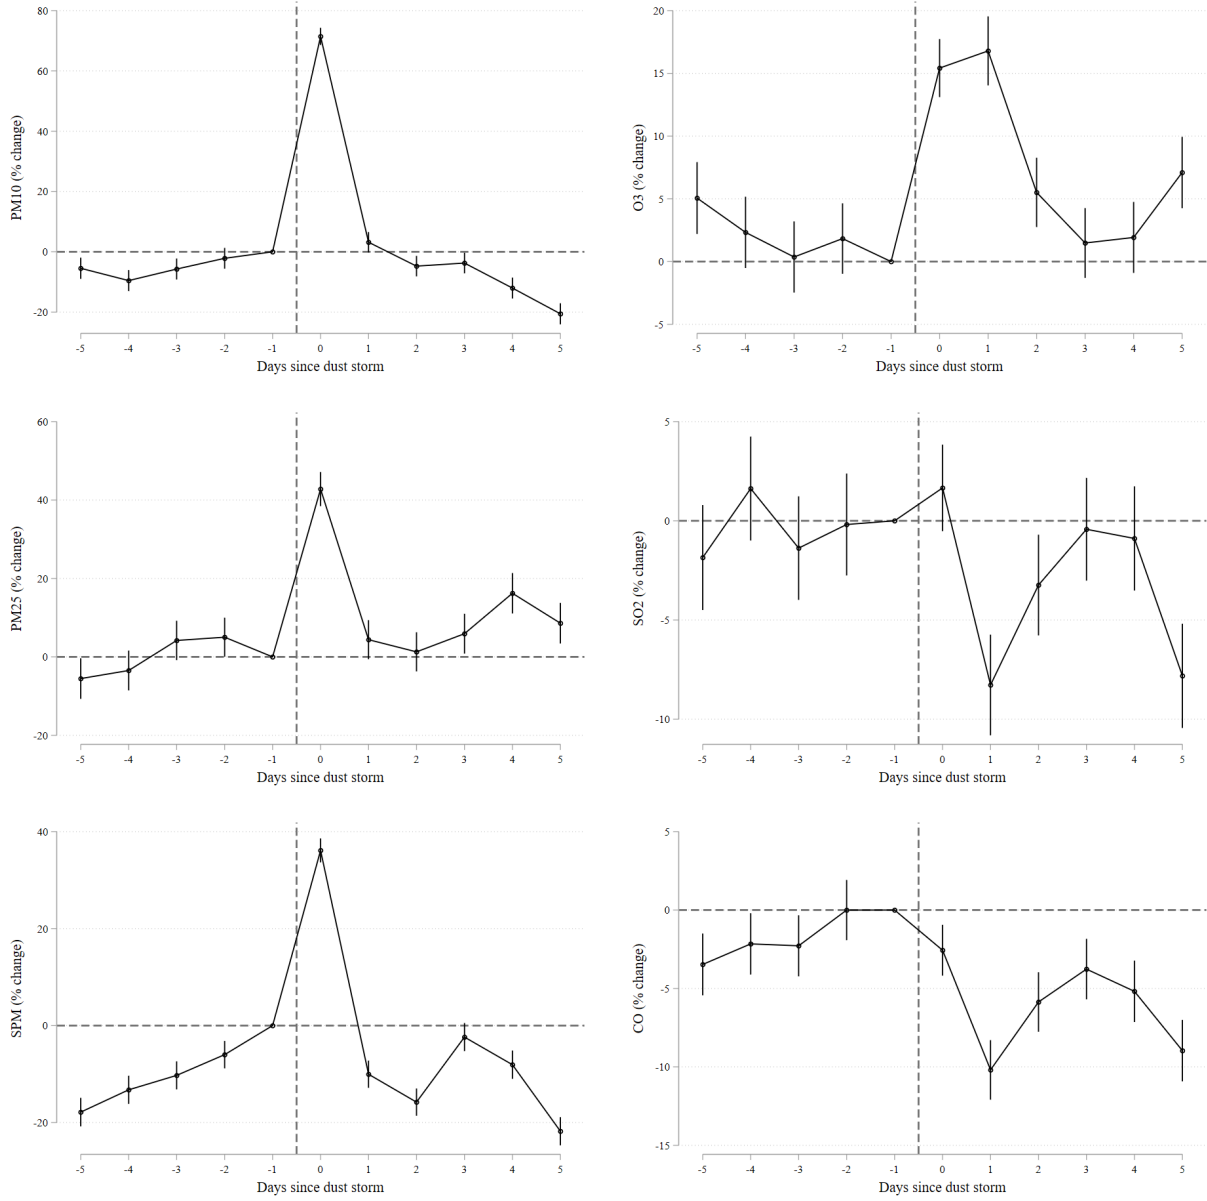 PM10 (% change)
80
60
40
20
0
-20
-5 -4 -3 -2 -1 0 1 2 3 4 5
Days since dust storm
O3 (% change)
20
15
10
5
0
-5
-5 -4 -3 -2 -1 0 1 2 3 4 5
Days since dust storm
PM25 (% change)
60
40
20
0
-20
-5 -4 -3 -2 -1 0 1 2 3 4 5
Days since dust storm
SO2 (% change)
5
0
-5
-10
-5 -4 -3 -2 -1 0 1 2 3 4 5
Days since dust storm
SPM (% change)
40
20
0
-20
-5 -4 -3 -2 -1 0 1 2 3 4 5
Days since dust storm
CO (% change)
5
0
-5
-10
-15
-5 -4 -3 -2 -1 0 1 2 3 4 5
Days since dust storm